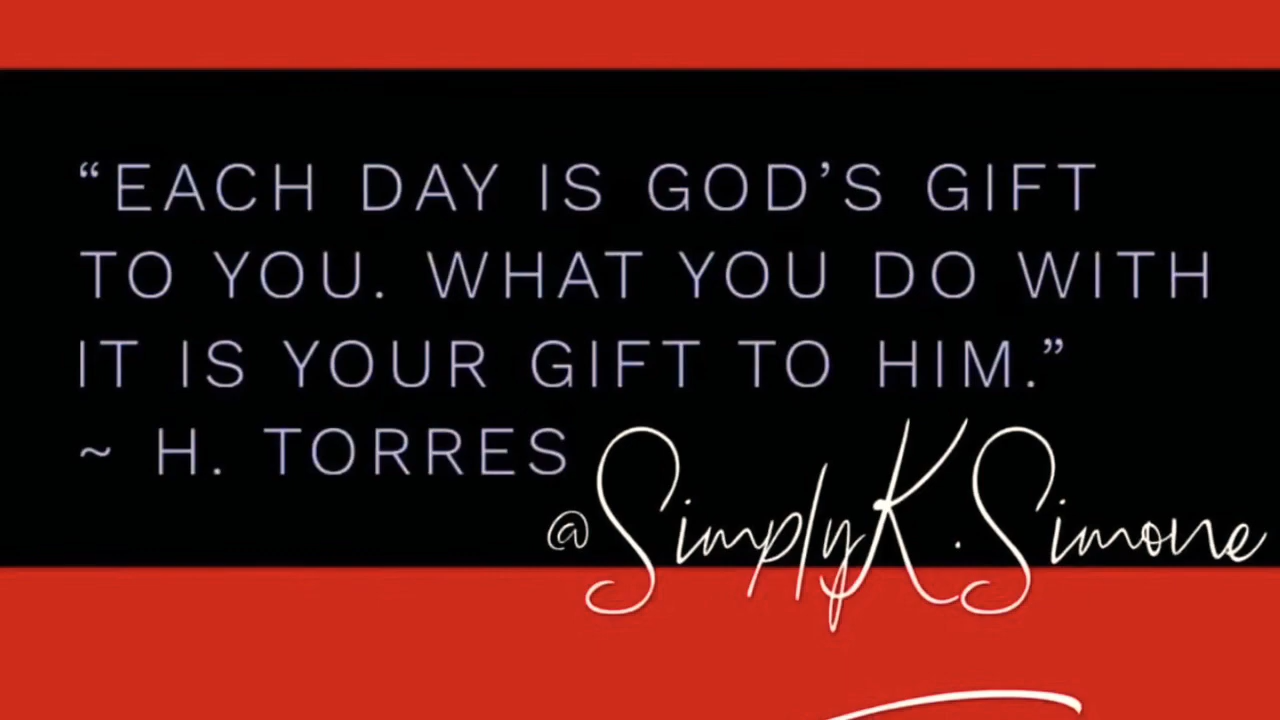 “EACH DAY IS GOD’S GIFT
TO YOU. WHAT YOU DO WITH
IT IS YOUR GIFT TO HIM.”
~ H. TORRES
@SimplyK.Simone